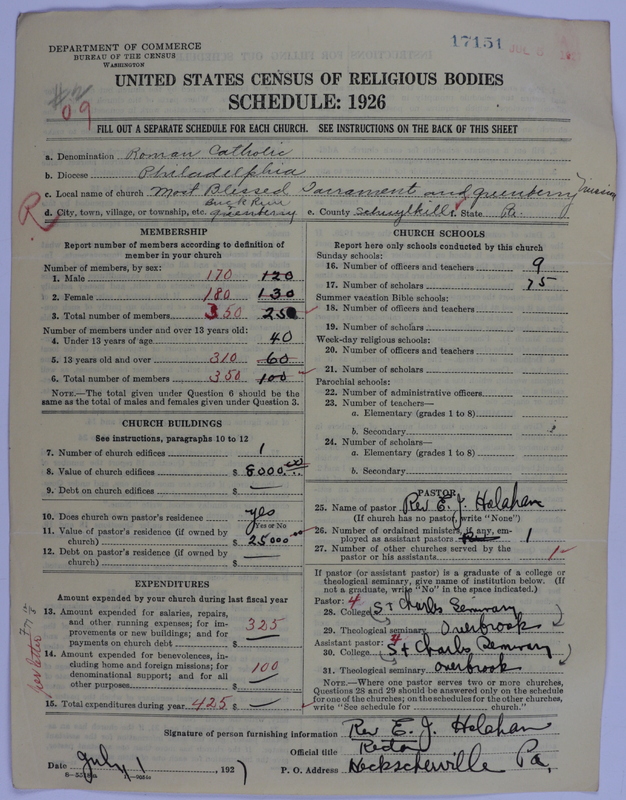 17151
JUL 6
DEPARTMENT OF COMMERCE
BUREAU OF THE CENSUS
WASHINGTON
UNITED STATES CENSUS OF RELIGIOUS BODIES
SCHEDULE: 1926
#2
09
FILL OUT A SEPARATE SCHEDULE FOR EACH CHURCH. SEE INSTRUCTIONS ON THE BACK OF THIS SHEET
a. Denomination Roman Catholic
b. Diocese Philadelphia
c. Local name of church Most Blessed Sacrament and Greenberry Mission
Buck Run
d. City, town, village, or township, etc. Greenberry e. County Schuylkill f. State Pa.
R
MEMBERSHIP
Report number of members according to definition of member in your church
Number of members, by sex:
1. Male 170 120
2. Female 180 130
3. Total number of members 350 250
Number of members under and over 13 years old:
4. Under 13 years of age 40
5. 13 years old and over 310 60
6. Total number of members 350 100
NOTE.—The total given under Question 6 should be the same as the total of males and females given under Question 3.
CHURCH BUILDINGS
See instructions, paragraphs 10 to 12
7. Number of church edifices 1
8. Value of church edifices $ 8000.00
9. Debt on church edifices $ —
10. Does church own pastor's residence yes
Yes or No
11. Value of pastor's residence (if owned by church) $ 25000.00
12. Debt on pastor's residence (if owned by church) $ —
EXPENDITURES
Amount expended by your church during last fiscal year
13. Amount expended for salaries, repairs, and other running expenses; for improvements or new buildings; and for payments on church debt $ 325 —
14. Amount expended for benevolences, including home and foreign missions; for denominational support; and for all other purposes $ 100 —
15. Total expenditures during year 425 $ —
per letter
CHURCH SCHOOLS
Report here only schools conducted by this church
Sunday schools:
16. Number of officers and teachers 9
17. Number of scholars 75
Summer vacation Bible schools:
18. Number of officers and teachers
19. Number of scholars
Week-day religious schools:
20. Number of officers and teachers
21. Number of scholars
Parochial schools:
22. Number of administrative officers
23. Number of teachers—
a. Elementary (grades 1 to 8)
b. Secondary
24. Number of scholars—
a. Elementary (grades 1 to 8)
b. Secondary
PASTOR
25. Name of pastor Rev E. J. Holahan
(If church has no pastor, write "None")
26. Number of ordained ministers, if any, employed as assistant pastors 1
27. Number of other churches served by the pastor or his assistants 1
If pastor (or assistant pastor) is a graduate of a college or theological seminary, give name of institution below. (If not a graduate, write "No" in the space indicated.)
Pastor: 4
28. College St Charles Seminary
29. Theological seminary Overbrook
Assistant pastor: 4
30. College St Charles Seminary
31. Theological seminary Overbrook
NOTE.—Where one pastor serves two or more churches, Questions 28 and 29 should be answered only on the schedule for one of the churches; on the schedules for the other churches, write "See schedule for church."
Signature of person furnishing information Rev E. J. Holahan
Official title Rector
Date July 1, 1927 P. O. Address Heckscherville Pa.